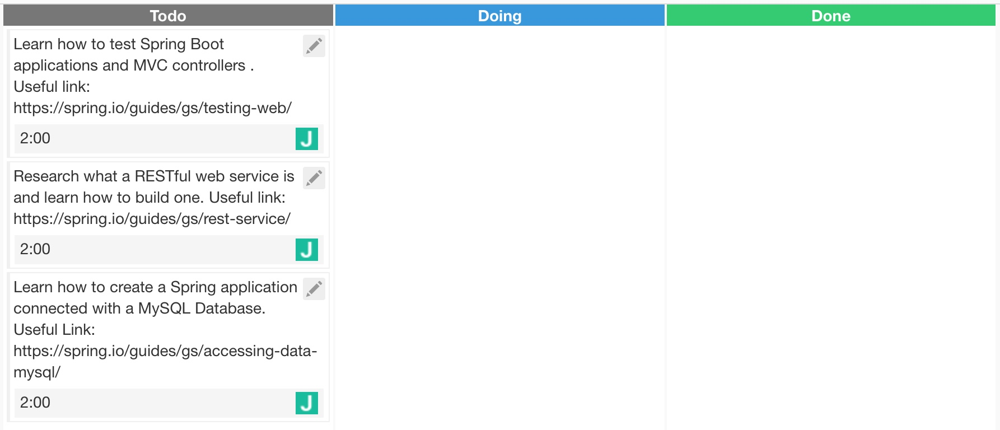 Todo
Doing
Done
Learn how to test Spring Boot
applications and MVC controllers .
Useful link:
https://spring.io/guides/gs/testing-web/
2:00
J
Research what a RESTful web service is
and learn how to build one. Useful link:
https://spring.io/guides/gs/rest-service/
2:00
J
Learn how to create a Spring application
connected with a MySQL Database.
Useful Link:
https://spring.io/guides/gs/accessing-data-
mysql/
2:00
J